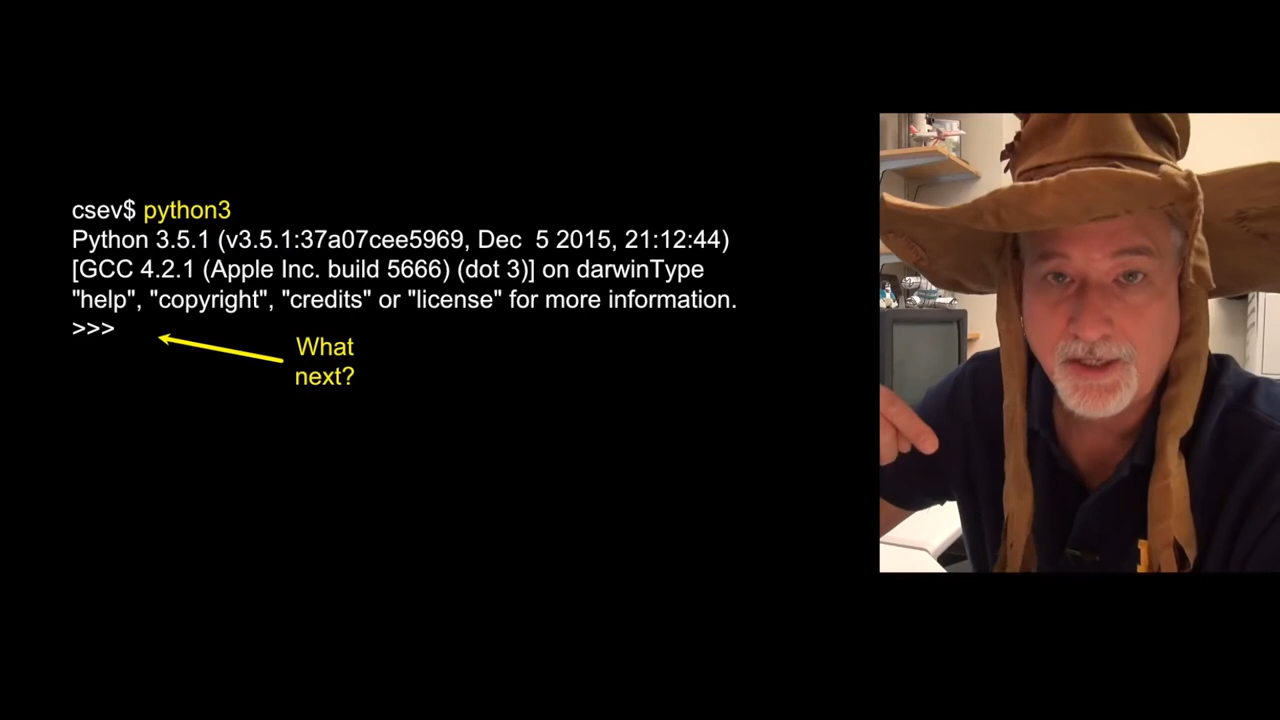 csev$ python3
Python 3.5.1 (v3.5.1:37a07cee5969, Dec  5 2015, 21:12:44)
[GCC 4.2.1 (Apple Inc. build 5666) (dot 3)] on darwinType
"help", "copyright", "credits" or "license" for more information.
>>>
What
next?